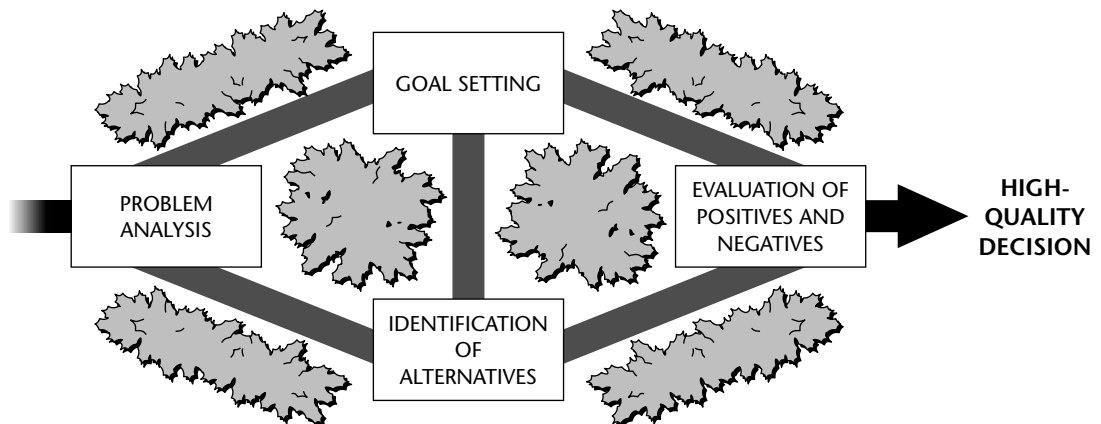 GOAL SETTING
PROBLEM
ANALYSIS
EVALUATION OF
POSITIVES AND
NEGATIVES
HIGH-
QUALITY
DECISION
IDENTIFICATION
OF
ALTERNATIVES